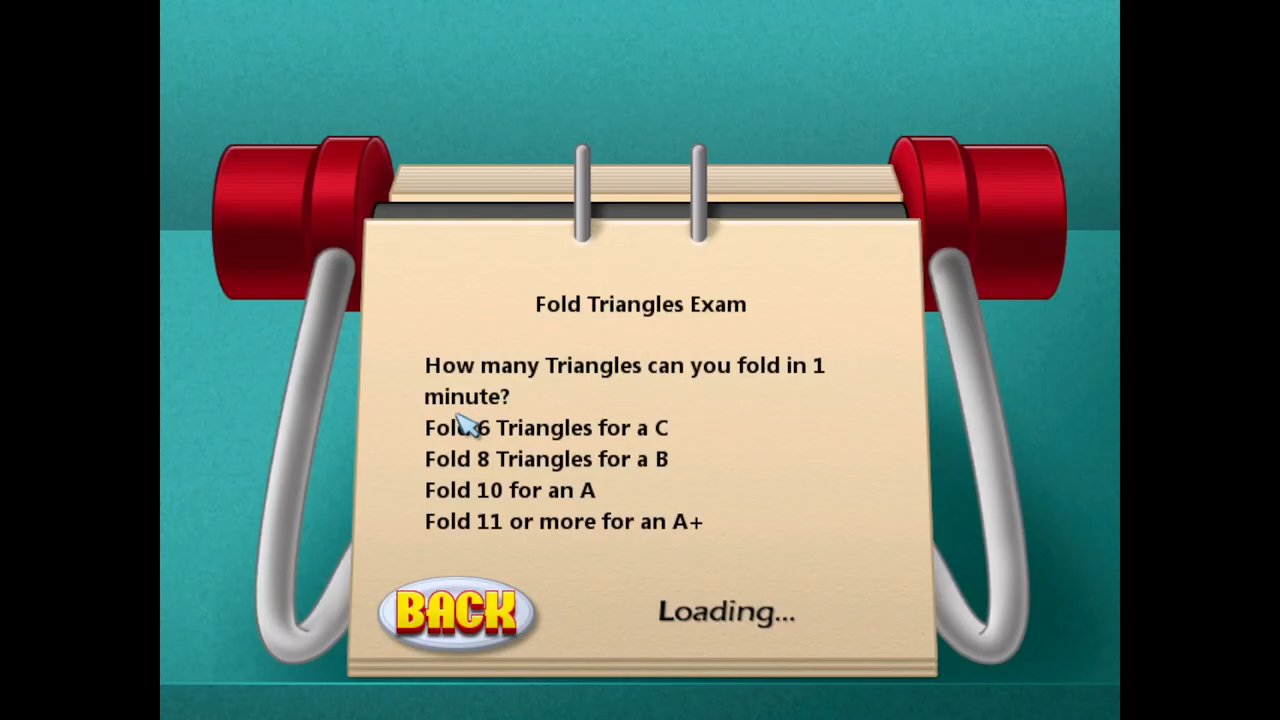 Fold Triangles Exam
How many Triangles can you fold in 1
minute?
Fold 6 Triangles for a C
Fold 8 Triangles for a B
Fold 10 for an A
Fold 11 or more for an A+
BACK
Loading...